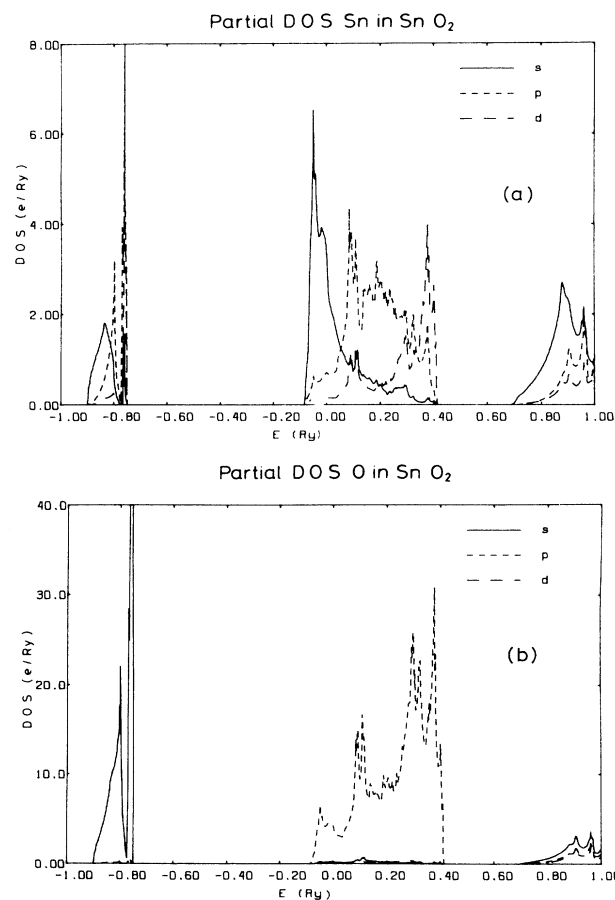 Partial DOS Sn in Sn O2
8.00
6.00
4.00
2.00
0.00
DOS (e/Ry)
s
p
d
(a)
-1.00 -0.80 -0.60 -0.40 -0.20 0.00 0.20 0.40 0.60 0.80 1.00
E (Ry)
Partial DOS O in Sn O2
40.0
30.0
20.0
10.0
0.00
DOS (e/Ry)
s
p
d
(b)
-1.00 -0.80 -0.60 -0.40 -0.20 0.00 0.20 0.40 0.60 0.80 1.00
E (Ry)